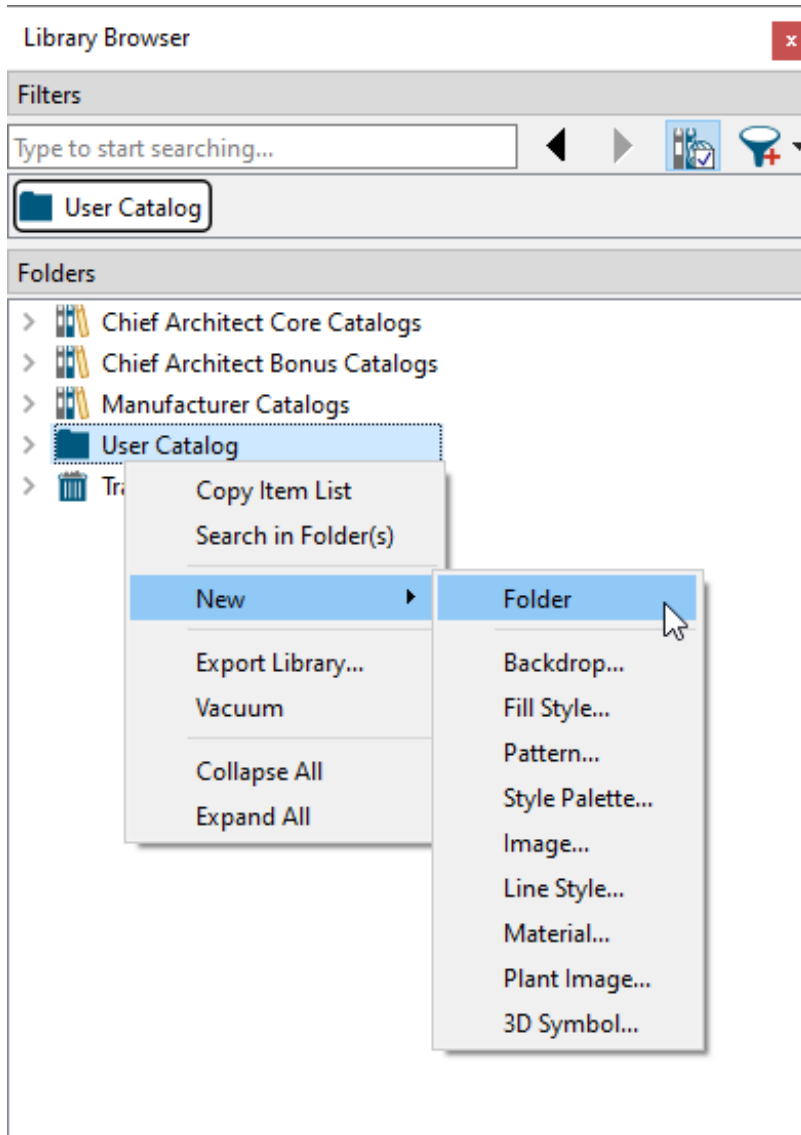 Library Browser
x
Filters
Type to start searching...
User Catalog
Folders
Chief Architect Core Catalogs
Chief Architect Bonus Catalogs
Manufacturer Catalogs
User Catalog
Copy Item List
Search in Folder(s)
New
Export Library...
Vacuum
Collapse All
Expand All
Folder
Backdrop...
Fill Style...
Pattern...
Style Palette...
Image...
Line Style...
Material...
Plant Image...
3D Symbol...